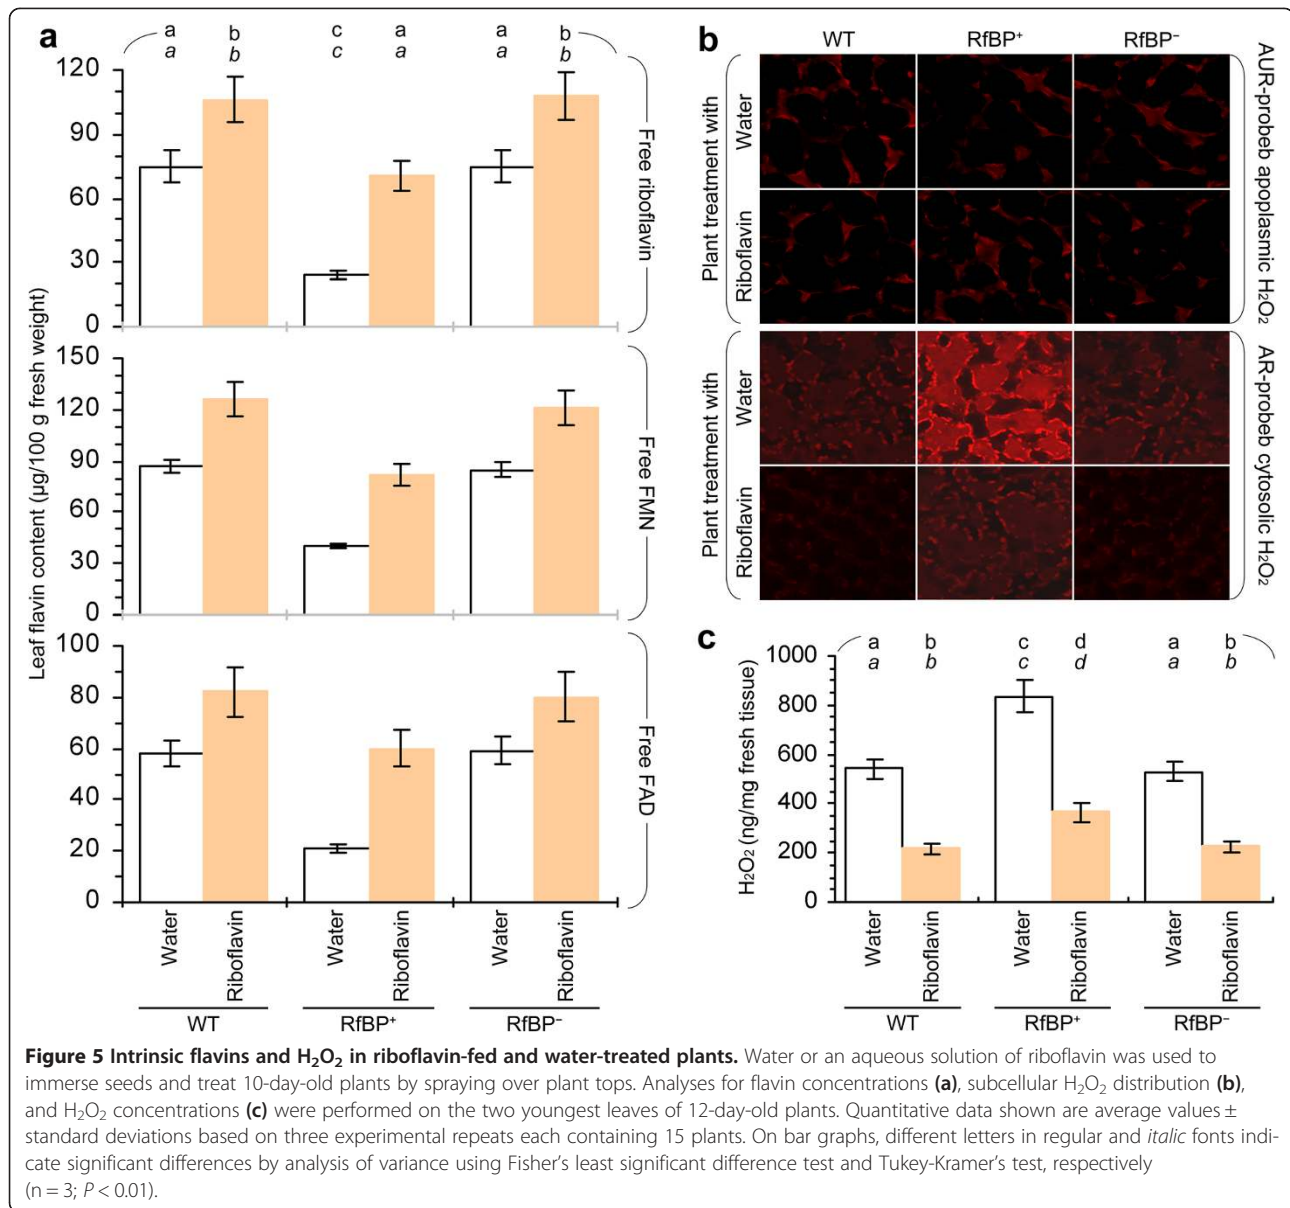 a
a b c a a b
a b c a a b
120
90
60
30
0
Free riboflavin
150
120
90
60
30
0
Free FMN
100
80
60
40
20
0
Free FAD
Leaf flavin content (µg/100 g fresh weight)
Water Riboflavin Water Riboflavin Water Riboflavin
WT RfBP⁺ RfBP⁻
b
WT RfBP⁺ RfBP⁻
Plant treatment with
Water
Riboflavin
AUR-probeb apoplasmic H₂O₂
Plant treatment with
Water
Riboflavin
AR-probeb cytosolic H₂O₂
c
a b c d a b
a b c d a b
1000
800
600
400
200
0
H₂O₂ (ng/mg fresh tissue)
Water Riboflavin Water Riboflavin Water Riboflavin
WT RfBP⁺ RfBP⁻
Figure 5 Intrinsic flavins and H₂O₂ in riboflavin-fed and water-treated plants. Water or an aqueous solution of riboflavin was used to
immerse seeds and treat 10-day-old plants by spraying over plant tops. Analyses for flavin concentrations (a), subcellular H₂O₂ distribution (b),
and H₂O₂ concentrations (c) were performed on the two youngest leaves of 12-day-old plants. Quantitative data shown are average values ±
standard deviations based on three experimental repeats each containing 15 plants. On bar graphs, different letters in regular and italic fonts indi-
cate significant differences by analysis of variance using Fisher's least significant difference test and Tukey-Kramer's test, respectively
(n = 3; P < 0.01).